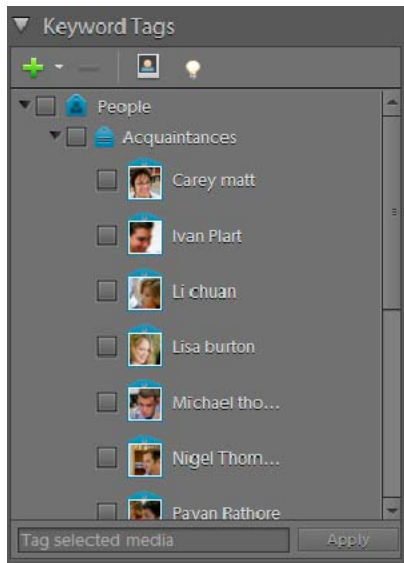 Keyword Tags
People
Acquaintances
Carey matt
Ivan Plart
Li chuan
Lisa burton
Michael tho...
Nigel Thom...
Pavan Rathore
Tag selected media
Apply